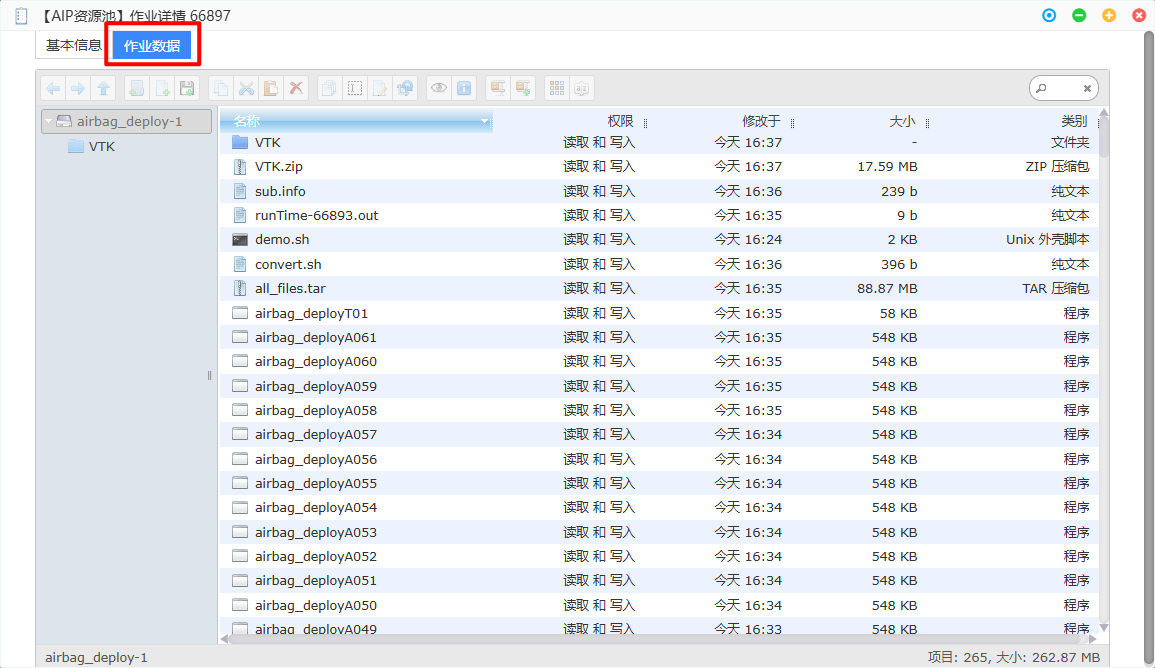 【AIP资源池】作业详情 66897
基本信息 作业数据
airbag_deploy-1
VTK
名称 权限 修改于 大小 类别
VTK 读取 和 写入 今天 16:37 - 文件夹
VTK.zip 读取 和 写入 今天 16:37 17.59 MB ZIP 压缩包
sub.info 读取 和 写入 今天 16:36 239 b 纯文本
runTime-66893.out 读取 和 写入 今天 16:35 9 b 纯文本
demo.sh 读取 和 写入 今天 16:24 2 KB Unix 外壳脚本
convert.sh 读取 和 写入 今天 16:36 396 b 纯文本
all_files.tar 读取 和 写入 今天 16:35 88.87 MB TAR 压缩包
airbag_deployT01 读取 和 写入 今天 16:35 58 KB 程序
airbag_deployA061 读取 和 写入 今天 16:35 548 KB 程序
airbag_deployA060 读取 和 写入 今天 16:35 548 KB 程序
airbag_deployA059 读取 和 写入 今天 16:35 548 KB 程序
airbag_deployA058 读取 和 写入 今天 16:35 548 KB 程序
airbag_deployA057 读取 和 写入 今天 16:34 548 KB 程序
airbag_deployA056 读取 和 写入 今天 16:34 548 KB 程序
airbag_deployA055 读取 和 写入 今天 16:34 548 KB 程序
airbag_deployA054 读取 和 写入 今天 16:34 548 KB 程序
airbag_deployA053 读取 和 写入 今天 16:34 548 KB 程序
airbag_deployA052 读取 和 写入 今天 16:34 548 KB 程序
airbag_deployA051 读取 和 写入 今天 16:34 548 KB 程序
airbag_deployA050 读取 和 写入 今天 16:34 548 KB 程序
airbag_deployA049 读取 和 写入 今天 16:33 548 KB 程序
airbag_deploy-1 项目: 265, 大小: 262.87 MB